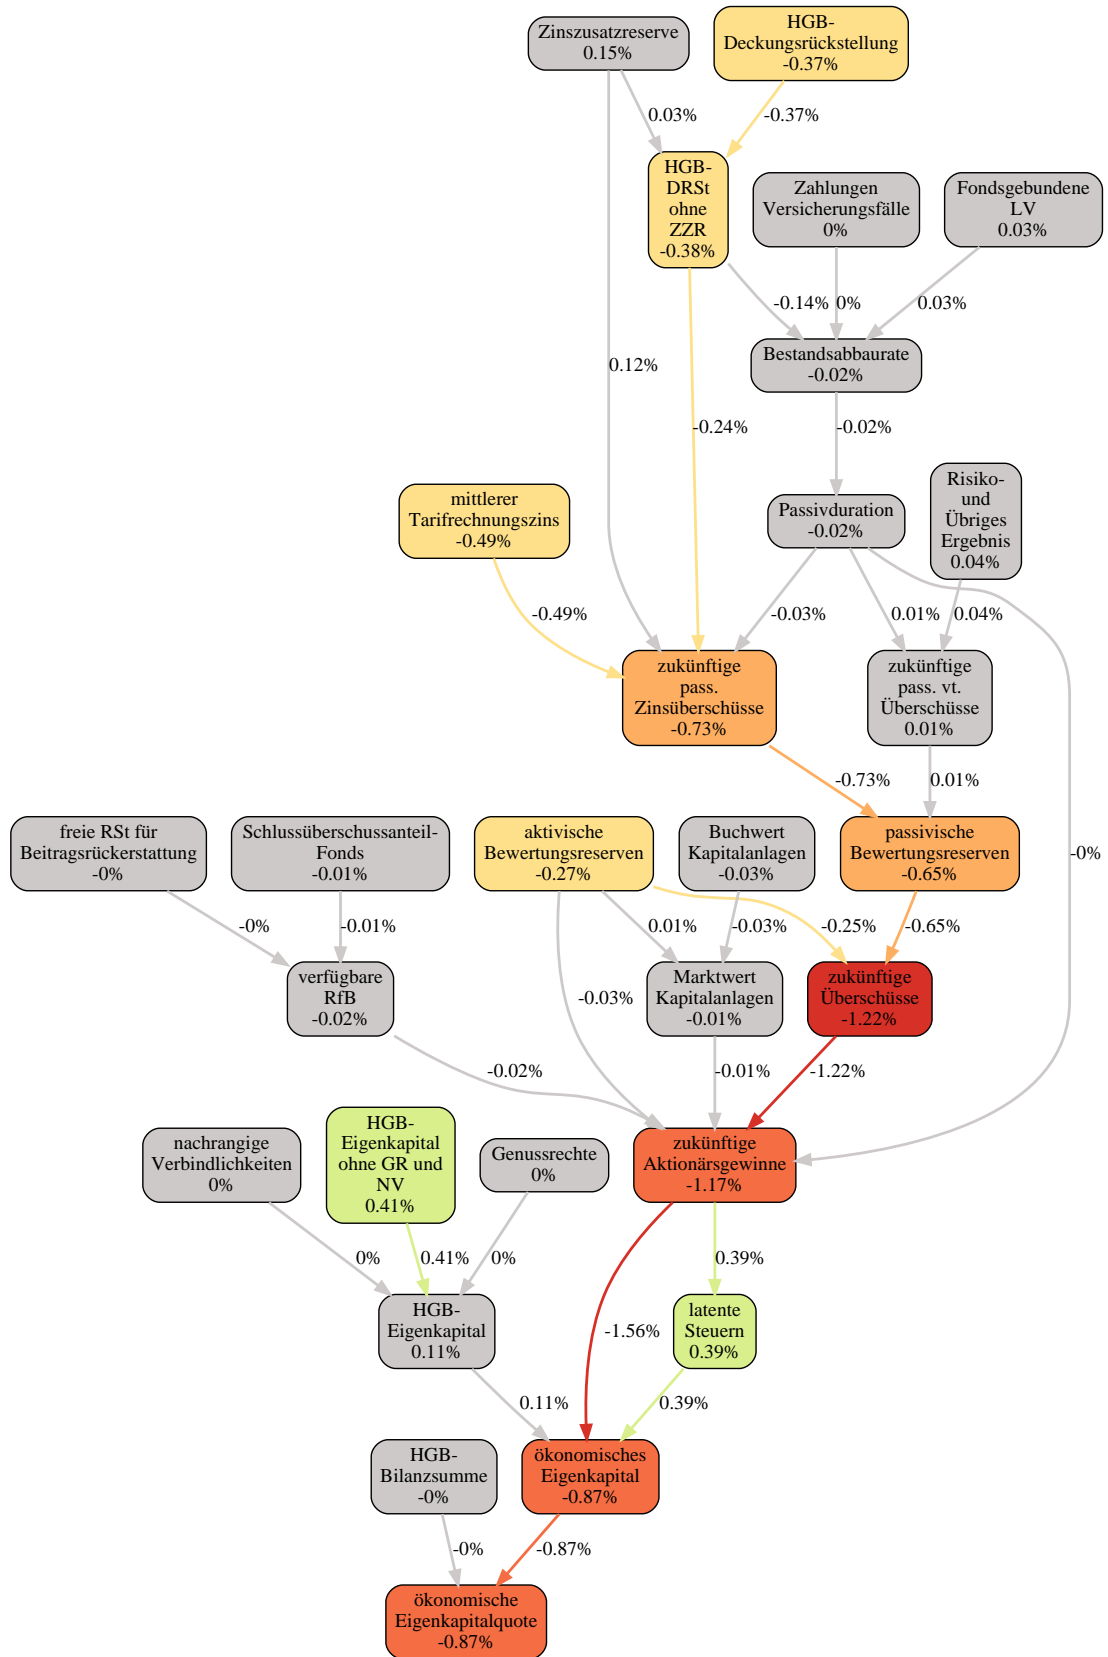 Zinszusatzreserve
0.15%
HGB-
Deckungsrückstellung
-0.37%
0.03%
-0.37%
HGB-
DRSt
ohne
ZZR
-0.38%
Zahlungen
Versicherungsfälle
0%
Fondsgebundene
LV
0.03%
-0.14%
0%
0.03%
0.12%
Bestandsabbaurate
-0.02%
-0.24%
-0.02%
mittlerer
Tarifrechnungszins
-0.49%
Passivduration
-0.02%
Risiko-
und
Übriges
Ergebnis
0.04%
-0.49%
-0.03%
0.01%
0.04%
zukünftige
pass.
Zinsüberschüsse
-0.73%
zukünftige
pass. vt.
Überschüsse
0.01%
-0.73%
0.01%
freie RSt für
Beitragsrückerstattung
-0%
Schlussüberschussanteil-
Fonds
-0.01%
aktivische
Bewertungsreserven
-0.27%
Buchwert
Kapitalanlagen
-0.03%
passivische
Bewertungsreserven
-0.65%
-0%
-0%
-0.01%
0.01%
-0.03%
-0.25%
-0.65%
verfügbare
RfB
-0.02%
-0.03%
Marktwert
Kapitalanlagen
-0.01%
zukünftige
Überschüsse
-1.22%
-0.02%
-0.01%
-1.22%
nachrangige
Verbindlichkeiten
0%
HGB-
Eigenkapital
ohne GR und
NV
0.41%
Genussrechte
0%
zukünftige
Aktionärsgewinne
-1.17%
0%
0.41%
0%
0.39%
HGB-
Eigenkapital
0.11%
-1.56%
latente
Steuern
0.39%
0.11%
0.39%
HGB-
Bilanzsumme
-0%
ökonomisches
Eigenkapital
-0.87%
-0%
-0.87%
ökonomische
Eigenkapitalquote
-0.87%